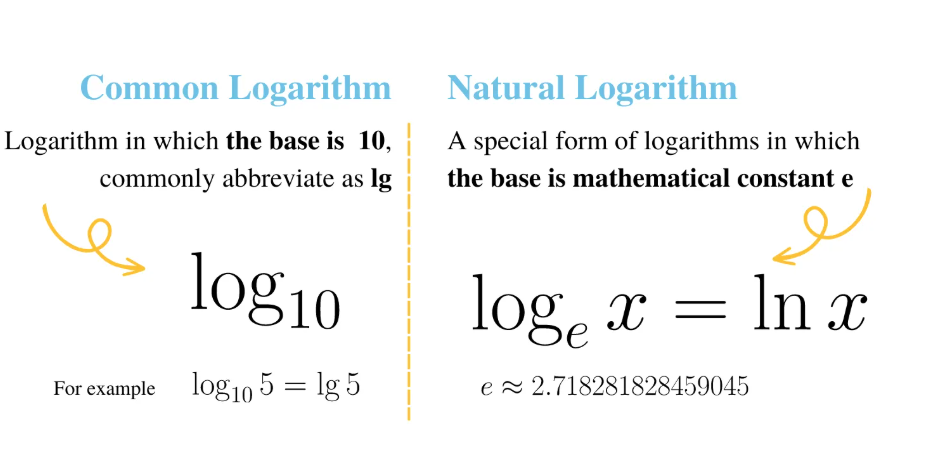 Common Logarithm
Logarithm in which the base is 10,
commonly abbreviate as lg
log₁₀
For example log₁₀ 5 = lg 5
Natural Logarithm
A special form of logarithms in which
the base is mathematical constant e
logₑ x = ln x
e ≈ 2.718281828459045